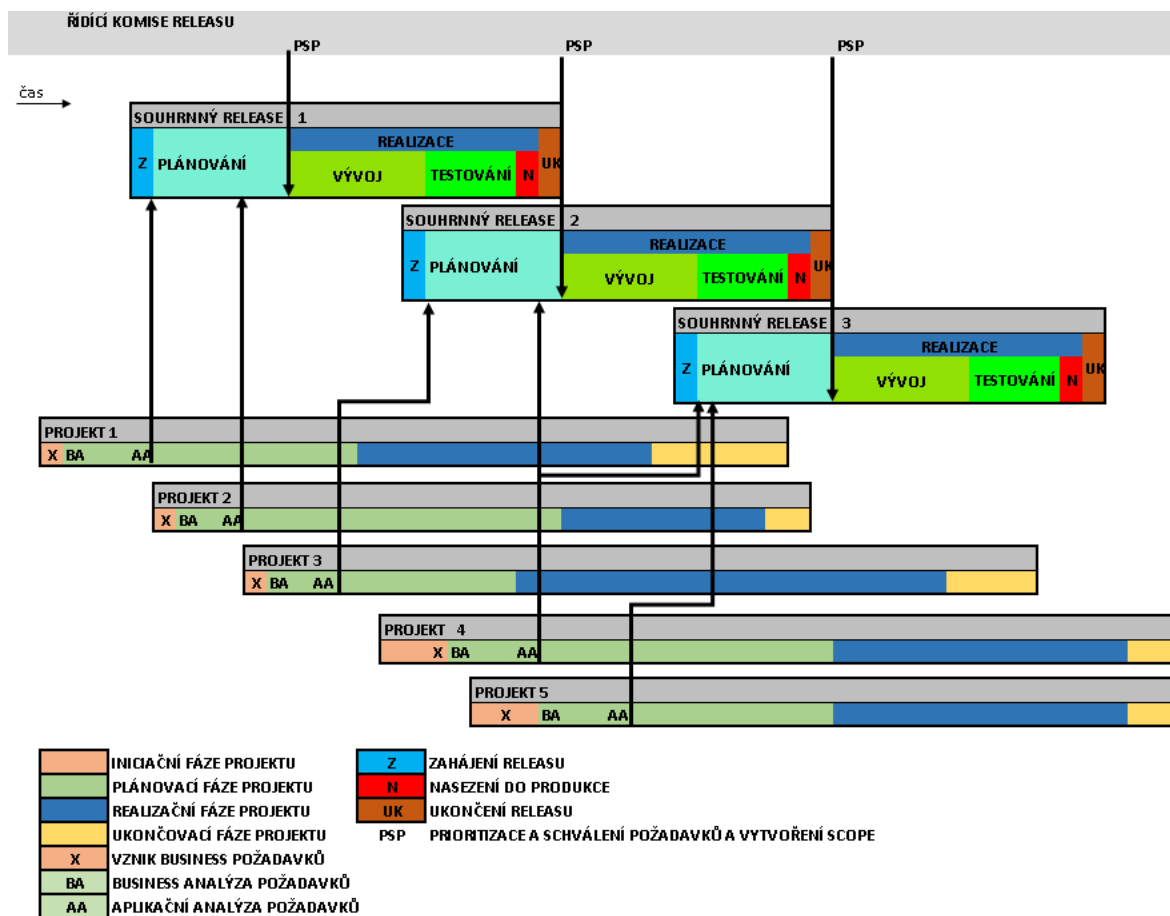 ŘÍDÍCÍ KOMISE RELEASU
PSP PSP PSP
čas
SOUHRNNÝ RELEASE 1
Z PLÁNOVÁNÍ REALIZACE UK
VÝVOJ TESTOVÁNÍ N
SOUHRNNÝ RELEASE 2
Z PLÁNOVÁNÍ REALIZACE UK
VÝVOJ TESTOVÁNÍ N
SOUHRNNÝ RELEASE 3
Z PLÁNOVÁNÍ REALIZACE UK
VÝVOJ TESTOVÁNÍ N
PROJEKT 1
X BA AA
PROJEKT 2
X BA AA
PROJEKT 3
X BA AA
PROJEKT 4
X BA AA
PROJEKT 5
X BA AA
INICIAČNÍ FÁZE PROJEKTU
PLÁNOVACÍ FÁZE PROJEKTU
REALIZAČNÍ FÁZE PROJEKTU
UKONČOVACÍ FÁZE PROJEKTU
X VZNIK BUSINESS POŽADAVKŮ
BA BUSINESS ANALÝZA POŽADAVKŮ
AA APLIKAČNÍ ANALÝZA POŽADAVKŮ
Z ZAHÁJENÍ RELEASU
N NASEZENÍ DO PRODUKCE
UK UKONČENÍ RELEASU
PSP PRIORITIZACE A SCHVÁLENÍ POŽADAVKŮ A VYTVOŘENÍ SCOPE